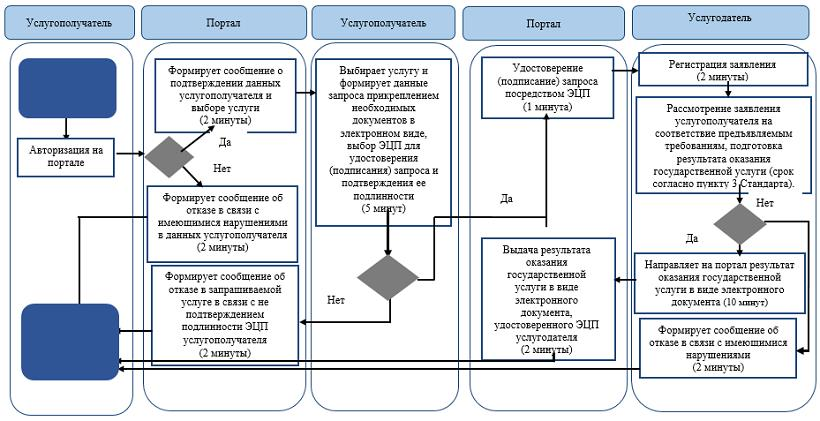 Услугополучатель
Портал
Услугополучатель
Портал
Услугодатель
Авторизация на
портале
Формирует сообщение о
подтверждении данных
услугополучателя и
выборе услуги
(2 минуты)
Да
Нет
Формирует сообщение об
отказе в связи с
имеющимися нарушениями
в данных услугополучателя
(2 минуты)
Формирует сообщение об
отказе в запрашиваемой
услуге в связи с не
подтверждением
подлинности ЭЦП
услугополучателя
(2 минуты)
Выбирает услугу и
формирует данные
запроса прикреплением
необходимых
документов в
электронном виде,
выбор ЭЦП для
удостоверения
(подписания) запроса и
подтверждения ее
подлинности
(5 минут)
Да
Нет
Удостоверение
(подписание) запроса
посредством ЭЦП
(1 минута)
Выдача результата
оказания
государственной
услуги в виде
электронного
документа,
удостоверенного ЭЦП
услугодателя
(2 минуты)
Регистрация заявления
(2 минуты)
Рассмотрение заявления
услугополучателя на
соответствие предъявляемым
требованиям, подготовка
результата оказания
государственной услуги (срок
согласно пункту 3 Стандарта).
Нет
Да
Направляет на портал результат
оказания государственной
услуги в виде электронного
документа (10 минут)
Формирует сообщение об
отказе в связи с имеющимися
нарушениями
(2 минуты)